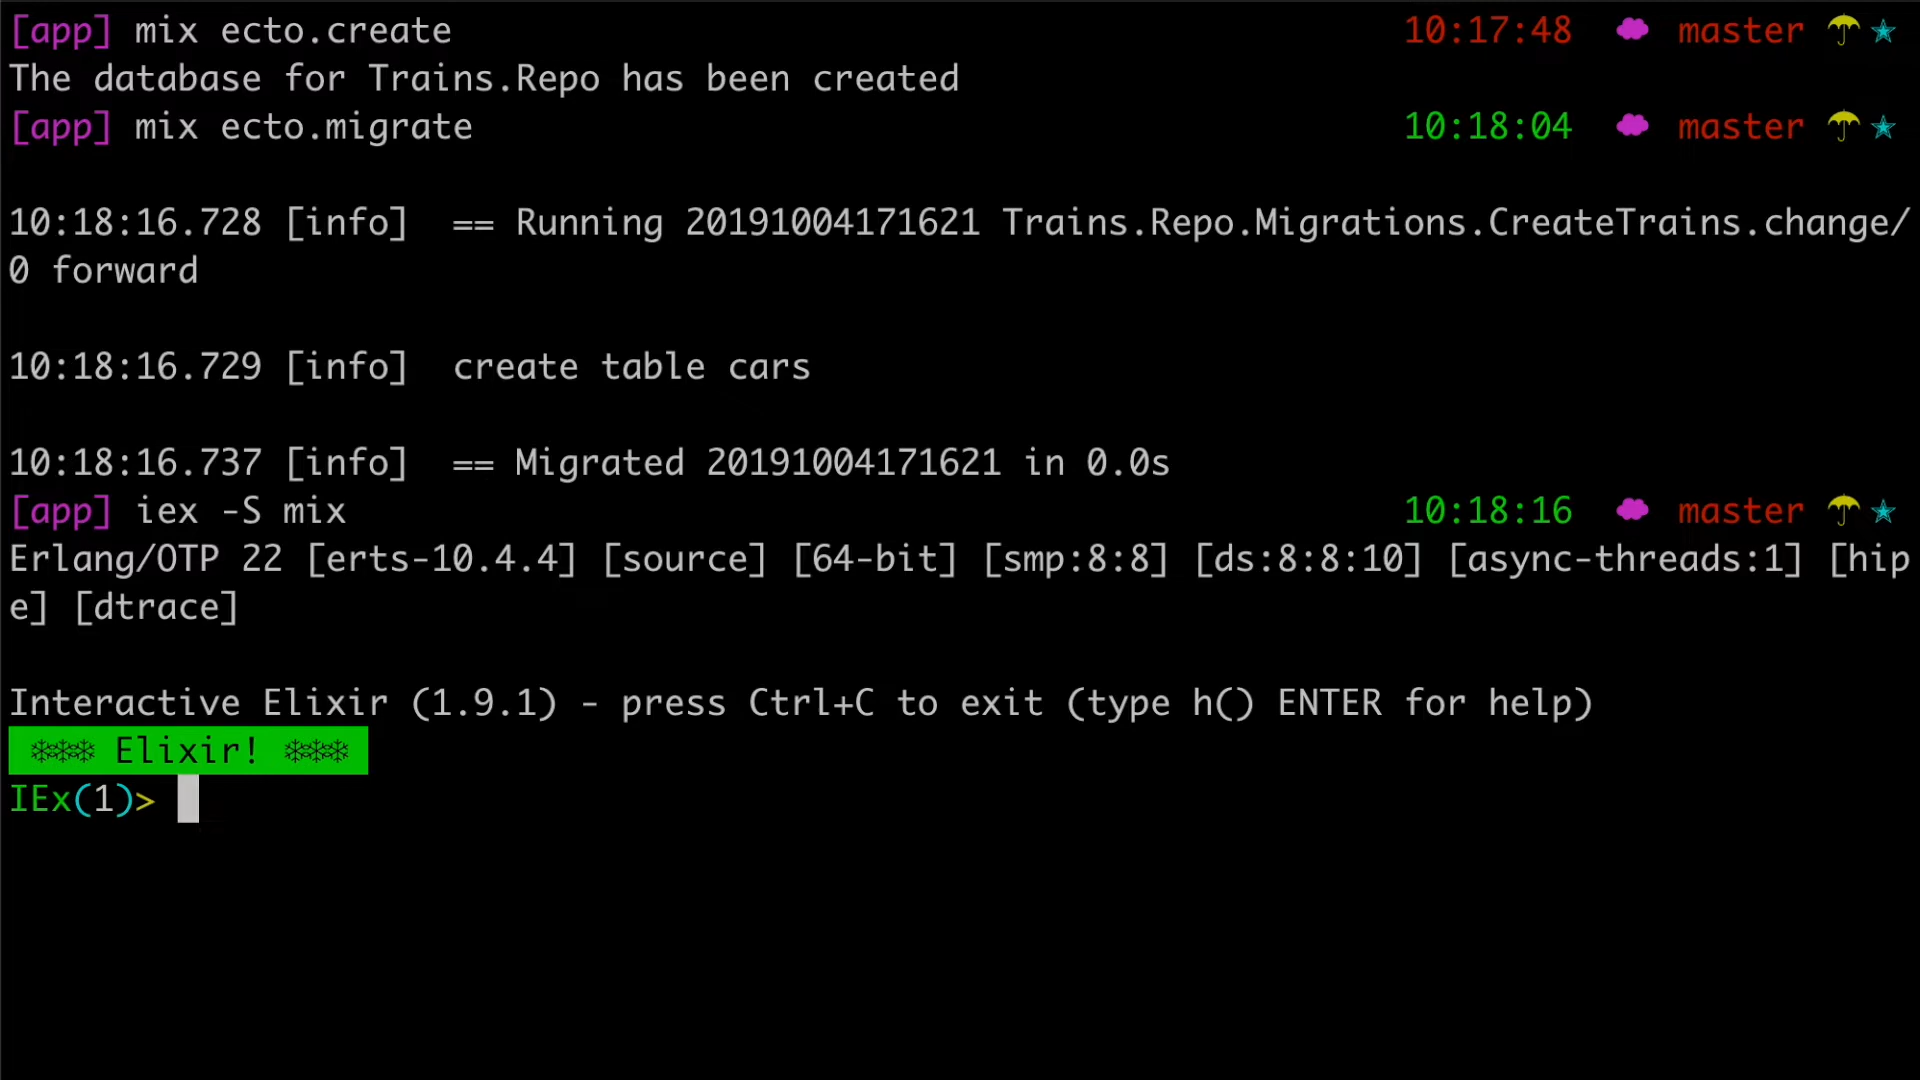 [app] mix ecto.create 10:17:48 master
The database for Trains.Repo has been created
[app] mix ecto.migrate 10:18:04 master
10:18:16.728 [info]  == Running 20191004171621 Trains.Repo.Migrations.CreateTrains.change/
0 forward
10:18:16.729 [info]  create table cars
10:18:16.737 [info]  == Migrated 20191004171621 in 0.0s
[app] iex -S mix 10:18:16 master
Erlang/OTP 22 [erts-10.4.4] [source] [64-bit] [smp:8:8] [ds:8:8:10] [async-threads:1] [hip
e] [dtrace]
Interactive Elixir (1.9.1) - press Ctrl+C to exit (type h() ENTER for help)
❄❄❄ Elixir! ❄❄❄
IEx(1)>